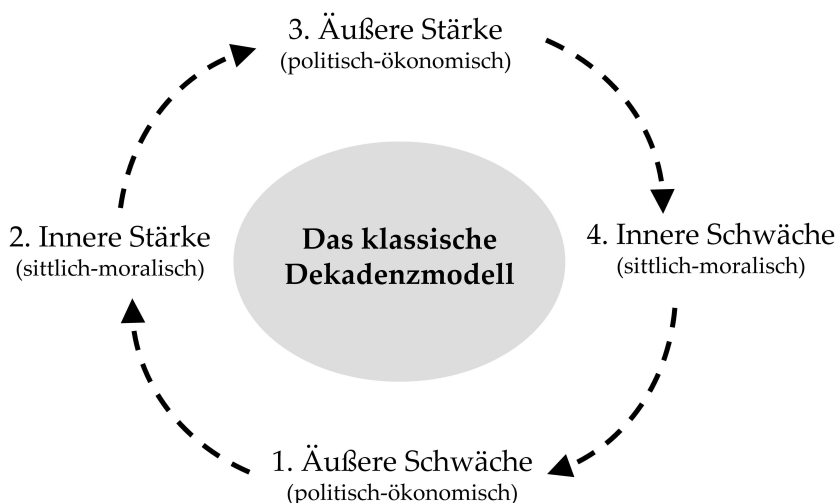 3. Äußere Stärke
(politisch-ökonomisch)
2. Innere Stärke
(sittlich-moralisch)
Das klassische
Dekadenzmodell
4. Innere Schwäche
(sittlich-moralisch)
1. Äußere Schwäche
(politisch-ökonomisch)